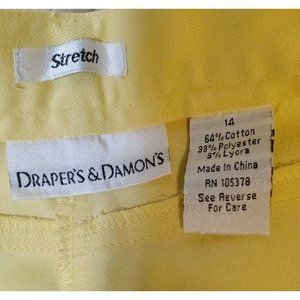 Stretch
DRAPER'S & DAMON'S
14
64% Cotton
33% Polyester
3% Lycra
Made In China
RN 105378
See Reverse
For Care